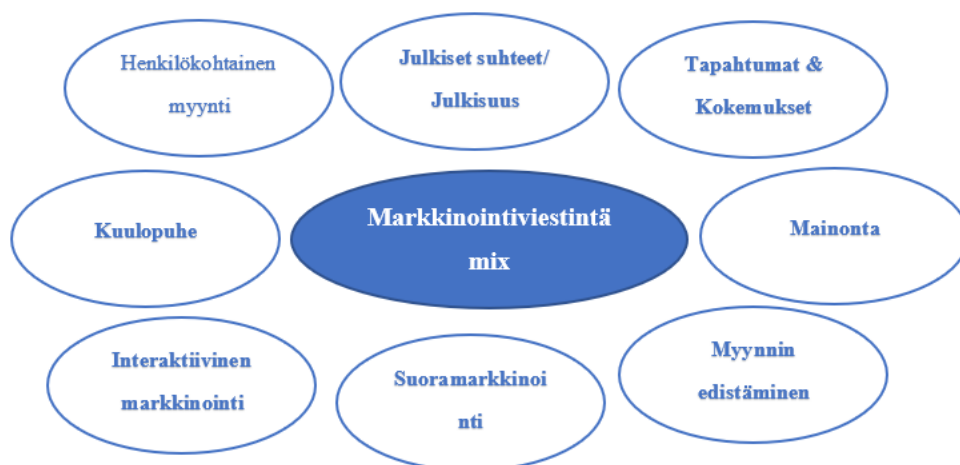 Henkilökohtainen
myynti
Julkiset suhteet/
Julkisuus
Tapahtumat &
Kokemukset
Kuulopuhe
Markkinointiviestintä
mix
Mainonta
Interaktiivinen
markkinointi
Suoramarkkinoi
nti
Myynnin
edistäminen